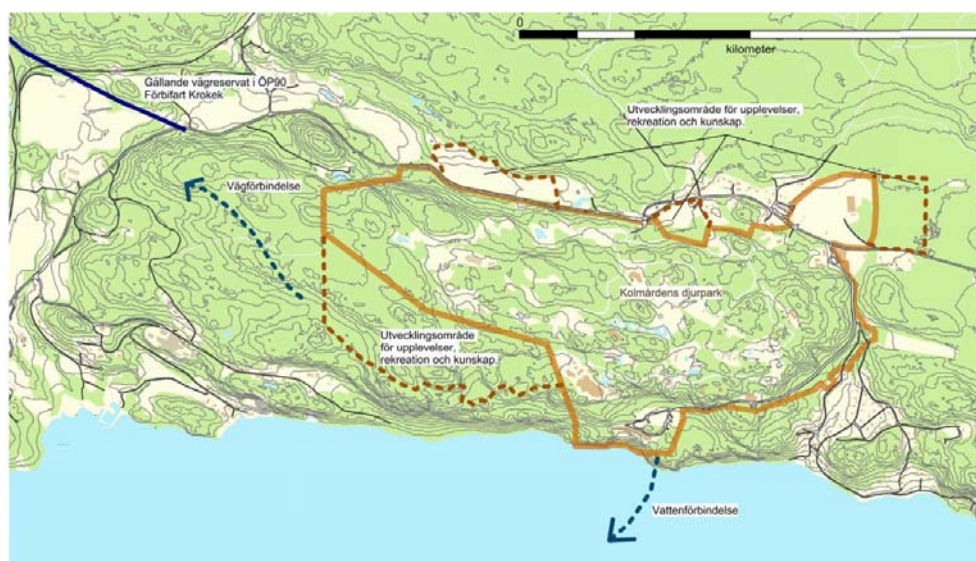 0
kilometer
Gällande vägreservat i ÖP90
Förbifart Krokek
Utvecklingsområde för upplevelser,
rekreation och kunskap.
Vägförbindelse
Kolmårdens djurpark
Utvecklingsområde
för upplevelser,
rekreation och kunskap.
Vattenförbindelse